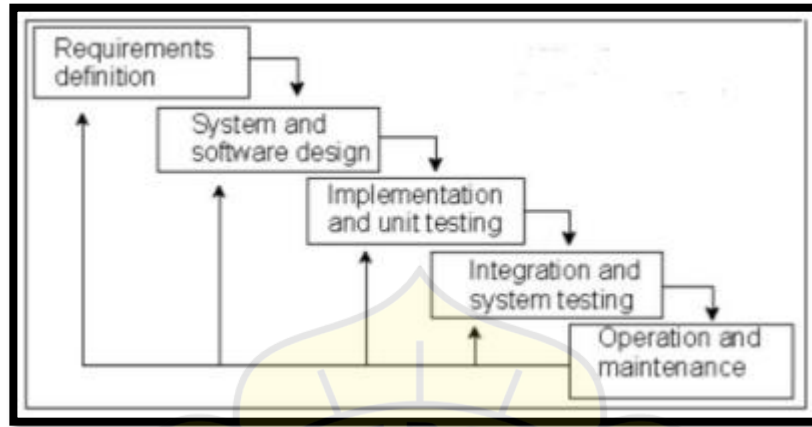 Requirements
definition
System and
software design
Implementation
and unit testing
Integration and
system testing
Operation and
maintenance